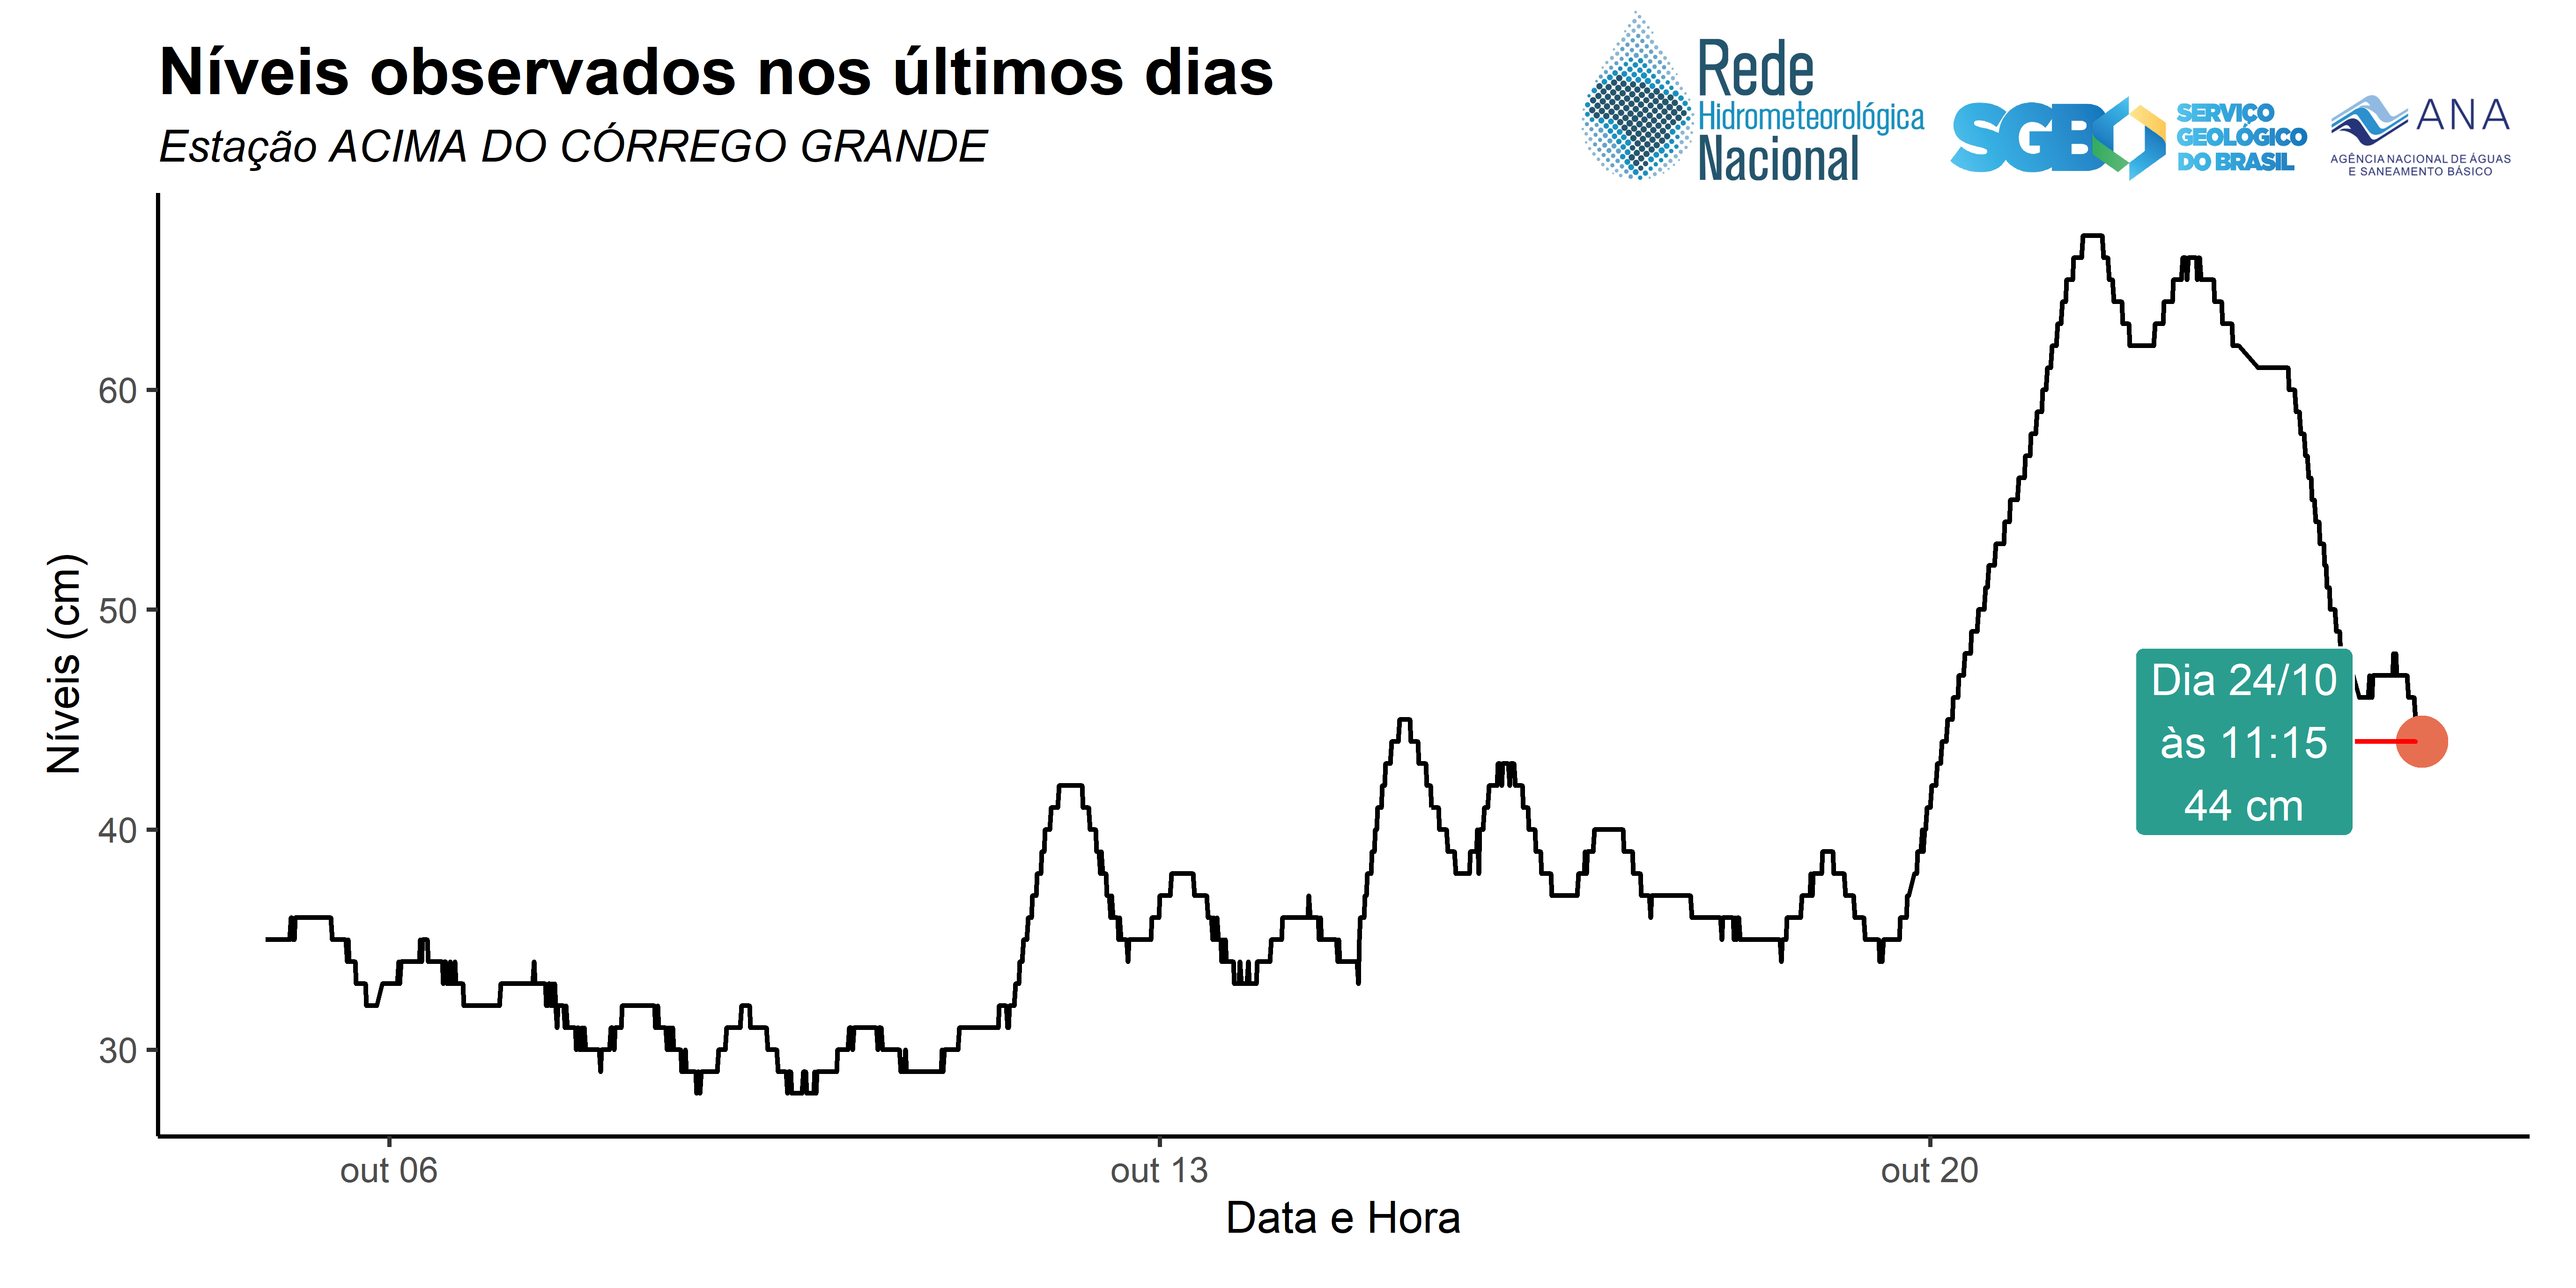 Níveis observados nos últimos dias
Estação ACIMA DO CÓRREGO GRANDE
Rede
Hidrometeorológica
Nacional
SGB
SERVIÇO
GEOLÓGICO
DO BRASIL
ANA
AGÊNCIA NACIONAL DE ÁGUAS
E SANEAMENTO BÁSICO
Níveis (cm)
60
50
40
30
Dia 24/10
às 11:15
44 cm
out 06
out 13
out 20
Data e Hora